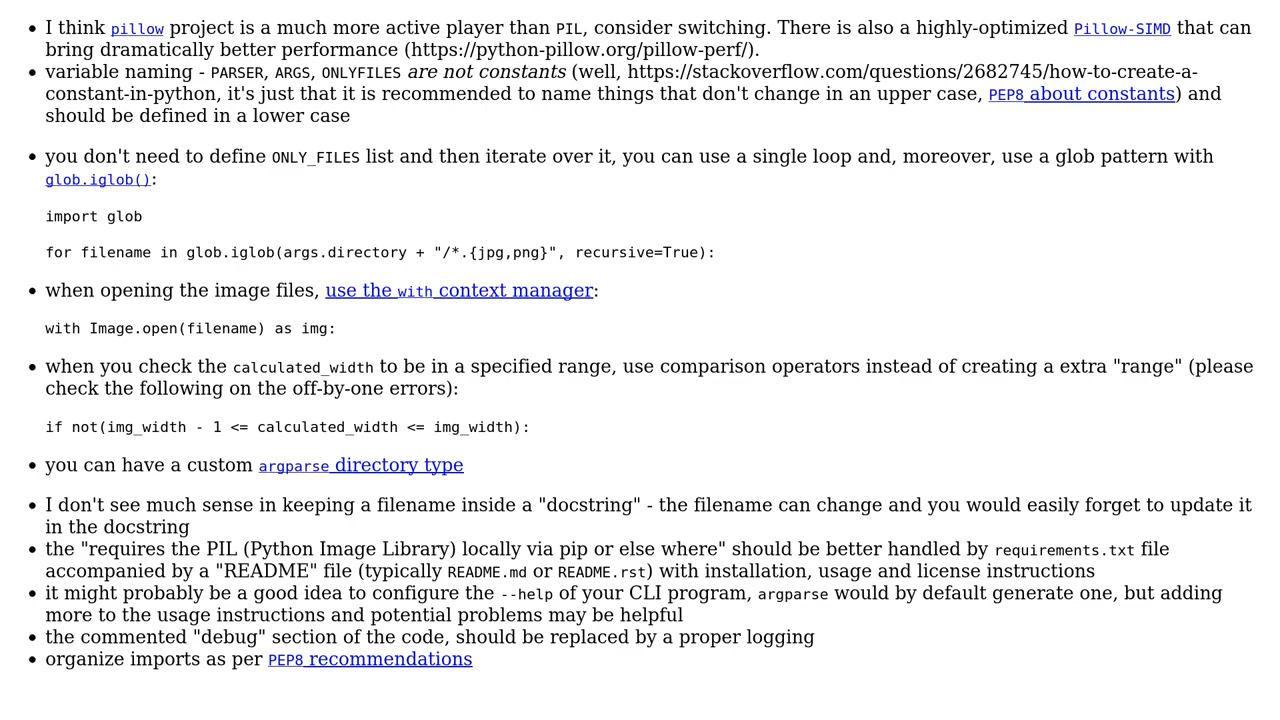 • I think pillow project is a much more active player than PIL, consider switching. There is also a highly-optimized Pillow-SIMD that can
bring dramatically better performance (https://python-pillow.org/pillow-perf/).
• variable naming - PARSER, ARGS, ONLYFILES are not constants (well, https://stackoverflow.com/questions/2682745/how-to-create-a-
constant-in-python, it's just that it is recommended to name things that don't change in an upper case, PEP8 about constants) and
should be defined in a lower case
• you don't need to define ONLY_FILES list and then iterate over it, you can use a single loop and, moreover, use a glob pattern with
glob.iglob():
import glob
for filename in glob.iglob(args.directory + "/*.{jpg,png}", recursive=True):
• when opening the image files, use the with context manager:
with Image.open(filename) as img:
• when you check the calculated_width to be in a specified range, use comparison operators instead of creating a extra "range" (please
check the following on the off-by-one errors):
if not(img_width - 1 <= calculated_width <= img_width):
• you can have a custom argparse directory type
• I don't see much sense in keeping a filename inside a "docstring" - the filename can change and you would easily forget to update it
in the docstring
• the "requires the PIL (Python Image Library) locally via pip or else where" should be better handled by requirements.txt file
accompanied by a "README" file (typically README.md or README.rst) with installation, usage and license instructions
• it might probably be a good idea to configure the --help of your CLI program, argparse would by default generate one, but adding
more to the usage instructions and potential problems may be helpful
• the commented "debug" section of the code, should be replaced by a proper logging
• organize imports as per PEP8 recommendations